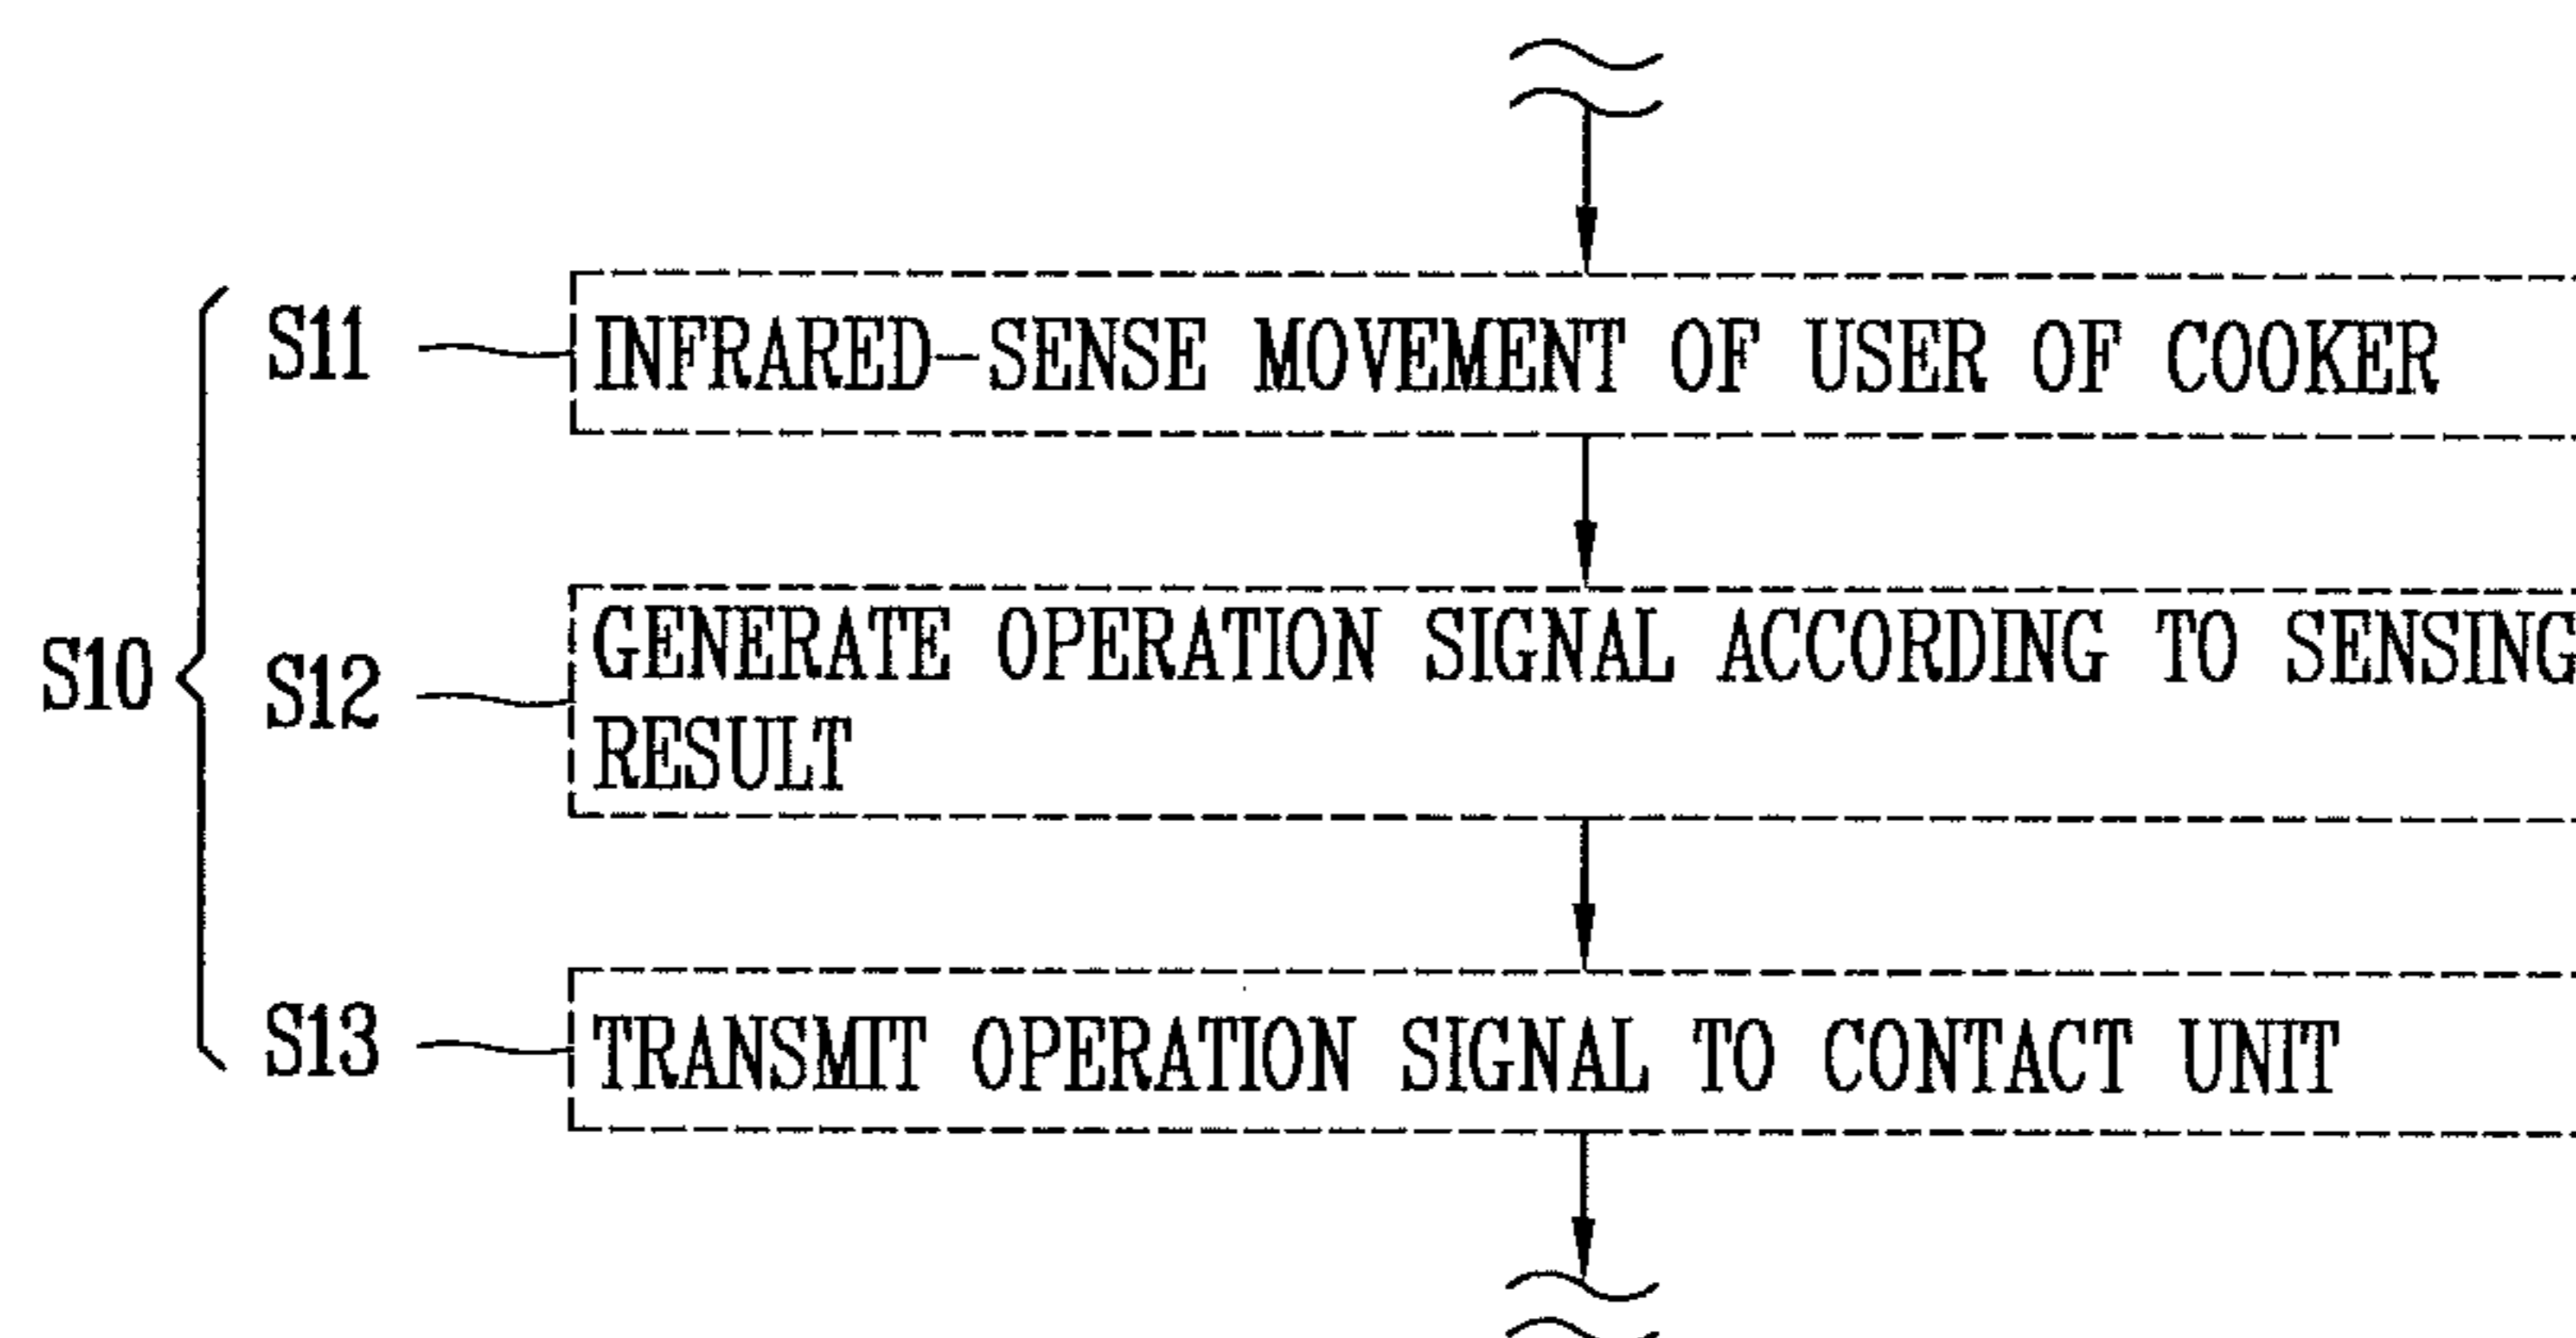 S11 INFRARED-SENSE MOVEMENT OF USER OF COOKER
S10
S12 GENERATE OPERATION SIGNAL ACCORDING TO SENSING
RESULT
S13 TRANSMIT OPERATION SIGNAL TO CONTACT UNIT